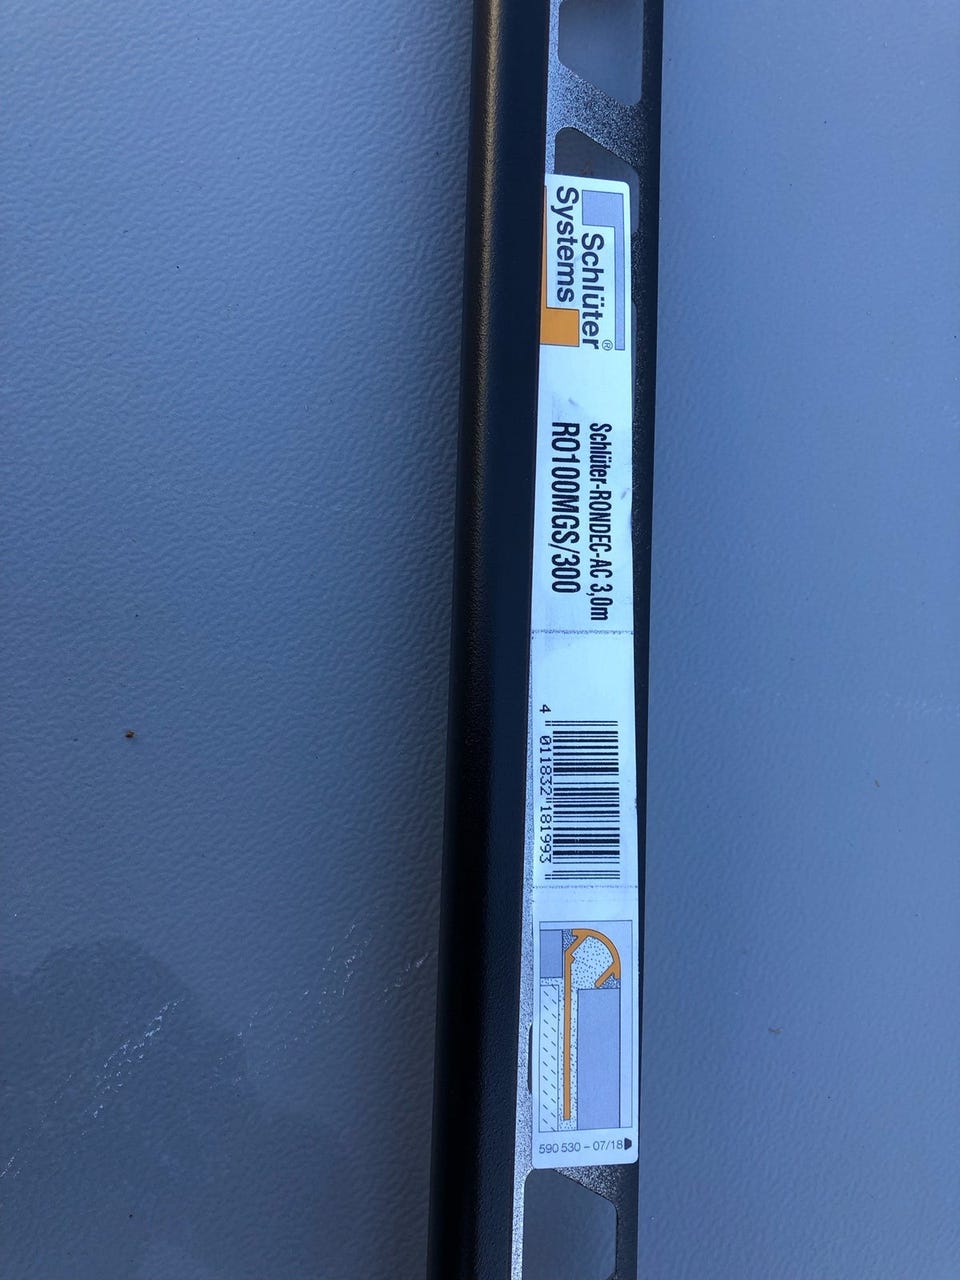 Schlüter®
Systems
Schlüter-RONDEC-AC 3,0m
RO100MGS/300
4 011832 181993
590 530 – 07/18